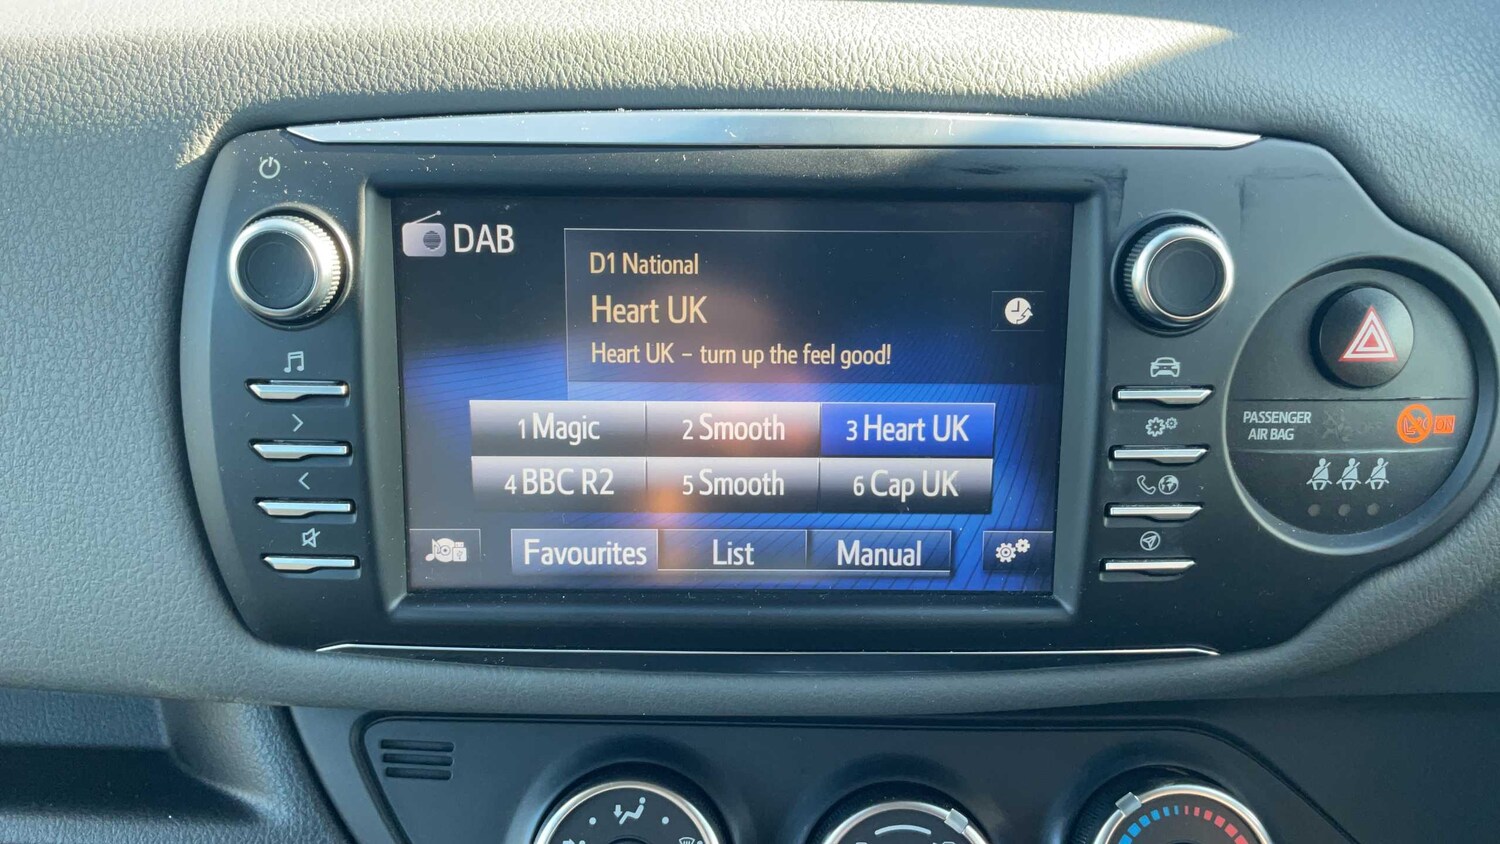 DAB
D1 National
Heart UK
Heart UK – turn up the feel good!
1 Magic 2 Smooth 3 Heart UK
4 BBC R2 5 Smooth 6 Cap UK
Favourites List Manual
PASSENGER
AIR BAG
ON